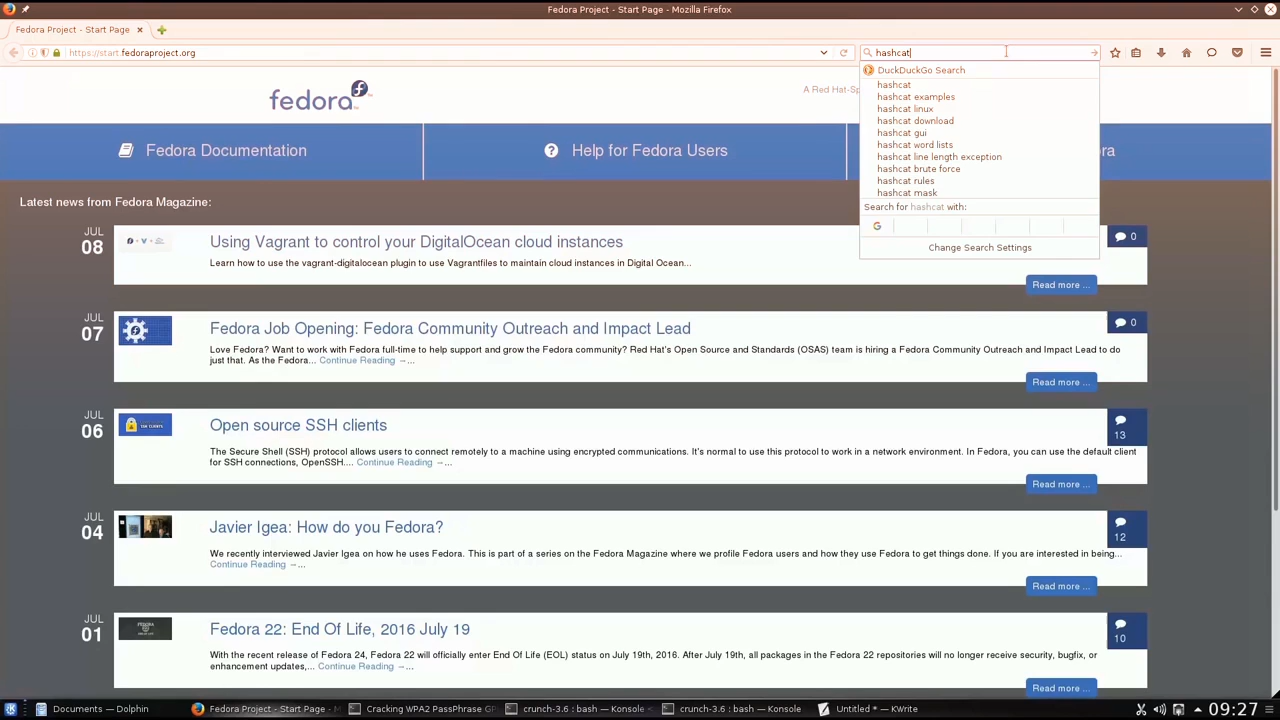 Fedora Project - Start Page - Mozilla Firefox
Fedora Project - Start Page
https://start.fedoraproject.org
hashcat
DuckDuckGo Search
hashcat
hashcat examples
hashcat linux
hashcat download
hashcat gui
hashcat word lists
hashcat line length exception
hashcat brute force
hashcat rules
hashcat mask
Search for hashcat with:
Change Search Settings
fedora
A Red Hat-Sp
Fedora Documentation
Help for Fedora Users
ora
Latest news from Fedora Magazine:
JUL
08
Using Vagrant to control your DigitalOcean cloud instances
Learn how to use the vagrant-digitalocean plugin to use Vagrantfiles to maintain cloud instances in Digital Ocean...
0
Read more ...
JUL
07
Fedora Job Opening: Fedora Community Outreach and Impact Lead
Love Fedora? Want to work with Fedora full-time to help support and grow the Fedora community? Red Hat's Open Source and Standards (OSAS) team is hiring a Fedora Community Outreach and Impact Lead to do
just that. As the Fedora... Continue Reading →...
0
Read more ...
JUL
06
SSH CLIENTS
Open source SSH clients
The Secure Shell (SSH) protocol allows users to connect remotely to a machine using encrypted communications. It's normal to use this protocol to work in a network environment. In Fedora, you can use the default client
for SSH connections, OpenSSH.... Continue Reading →...
13
Read more ...
JUL
04
Javier Igea: How do you Fedora?
We recently interviewed Javier Igea on how he uses Fedora. This is part of a series on the Fedora Magazine where we profile Fedora users and how they use Fedora to get things done. If you are interested in being...
Continue Reading →...
12
Read more ...
JUL
01
Fedora 22: End Of Life, 2016 July 19
With the recent release of Fedora 24, Fedora 22 will officially enter End Of Life (EOL) status on July 19th, 2016. After July 19th, all packages in the Fedora 22 repositories will no longer receive security, bugfix, or
enhancement updates,... Continue Reading →...
10
Read more ...
Documents — Dolphin
Fedora Project - Start Page - M
Cracking WPA2 PassPhrase GP
crunch-3.6 : bash — Konsole <
crunch-3.6 : bash — Konsole
Untitled * — KWrite
09:27